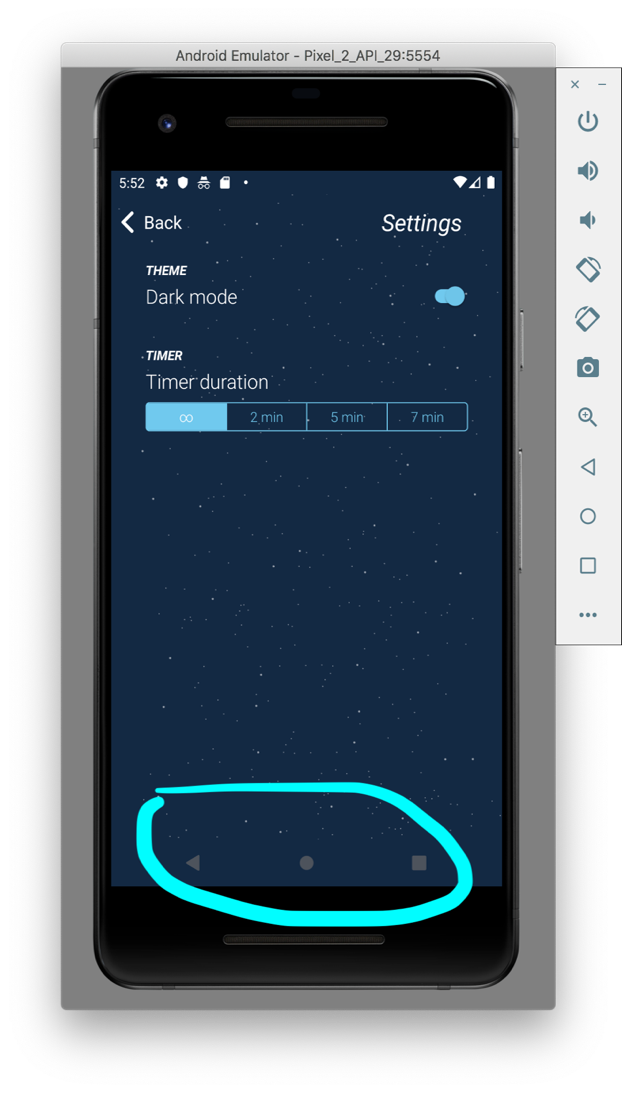 Android Emulator - Pixel_2_API_29:5554
5:52
Back
Settings
THEME
Dark mode
TIMER
Timer duration
∞ 2 min 5 min 7 min